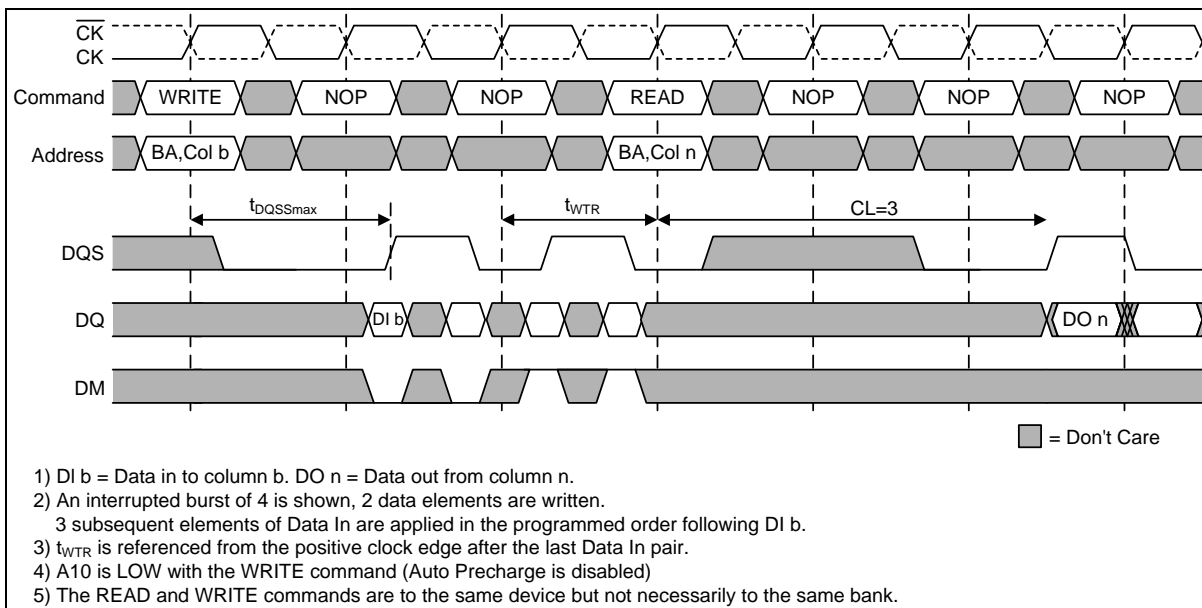 CK
CK
Command WRITE NOP NOP READ NOP NOP NOP
Address BA,Col b BA,Col n
tDQSSmax tWTR CL=3
DQS
DQ DI b DO n
DM
= Don't Care
1) DI b = Data in to column b. DO n = Data out from column n.
2) An interrupted burst of 4 is shown, 2 data elements are written.
3 subsequent elements of Data In are applied in the programmed order following DI b.
3) tWTR is referenced from the positive clock edge after the last Data In pair.
4) A10 is LOW with the WRITE command (Auto Precharge is disabled)
5) The READ and WRITE commands are to the same device but not necessarily to the same bank.